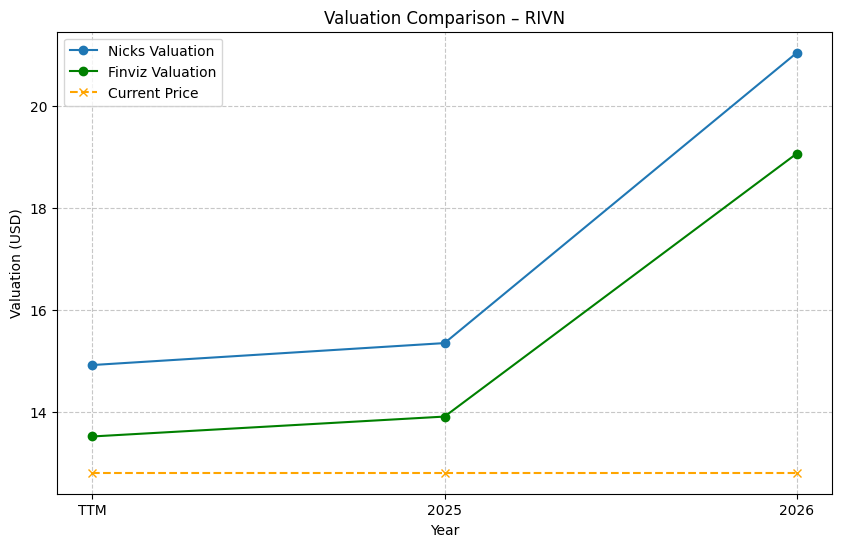 Valuation Comparison – RIVN
Nicks Valuation
Finviz Valuation
Current Price
Valuation (USD)
20
18
16
14
TTM
2025
2026
Year